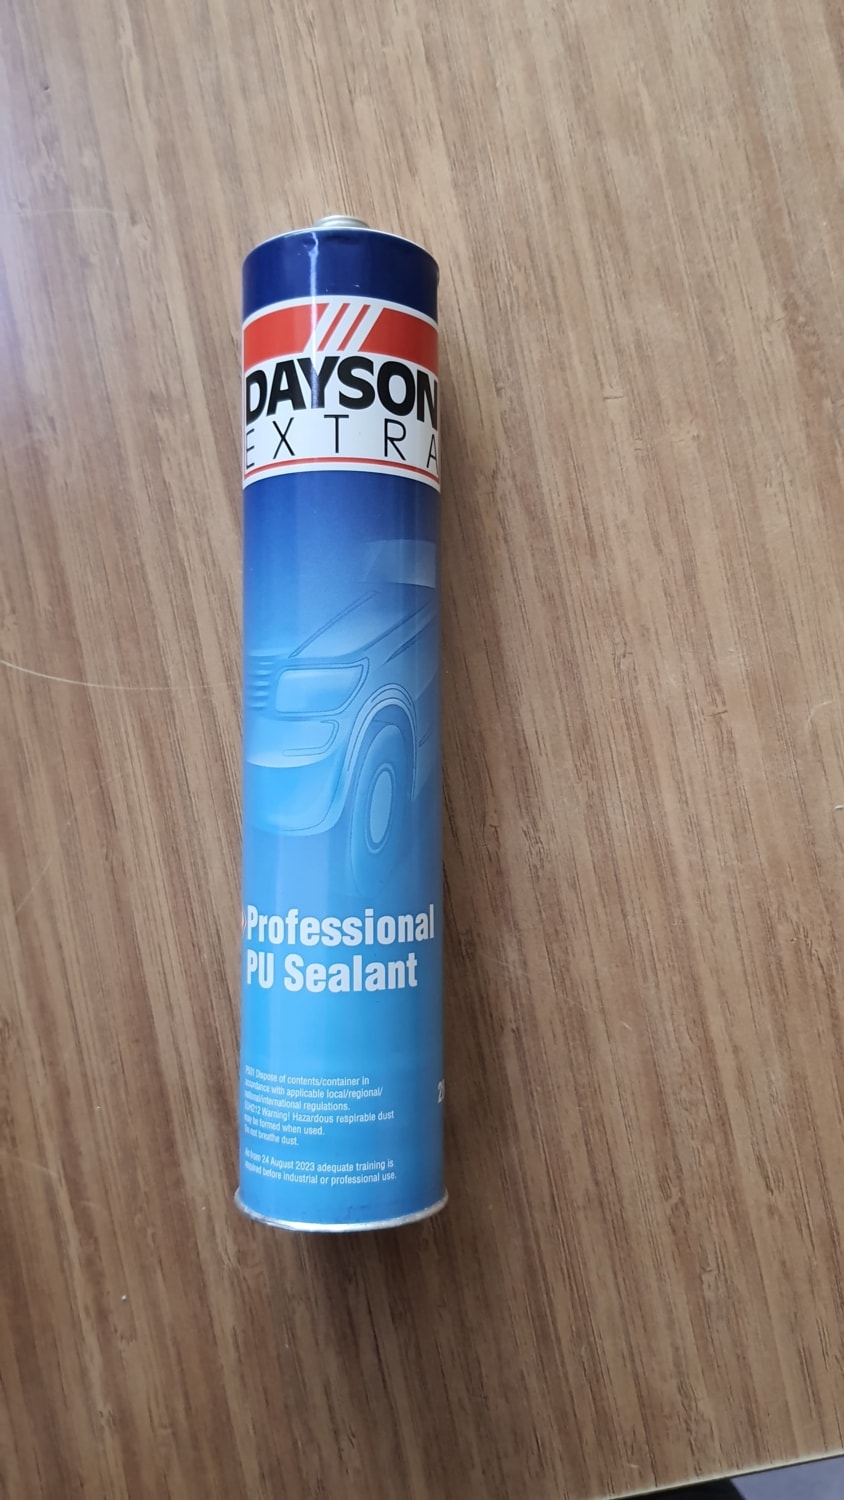 DAYSON
EXTRA
Professional
PU Sealant
P501 Dispose of contents/container in
accordance with applicable local/regional/
national/international regulations.
EUH212 Warning! Hazardous respirable dust
may be formed when used.
Do not breathe dust.
As from 24 August 2023 adequate training is
required before industrial or professional use.